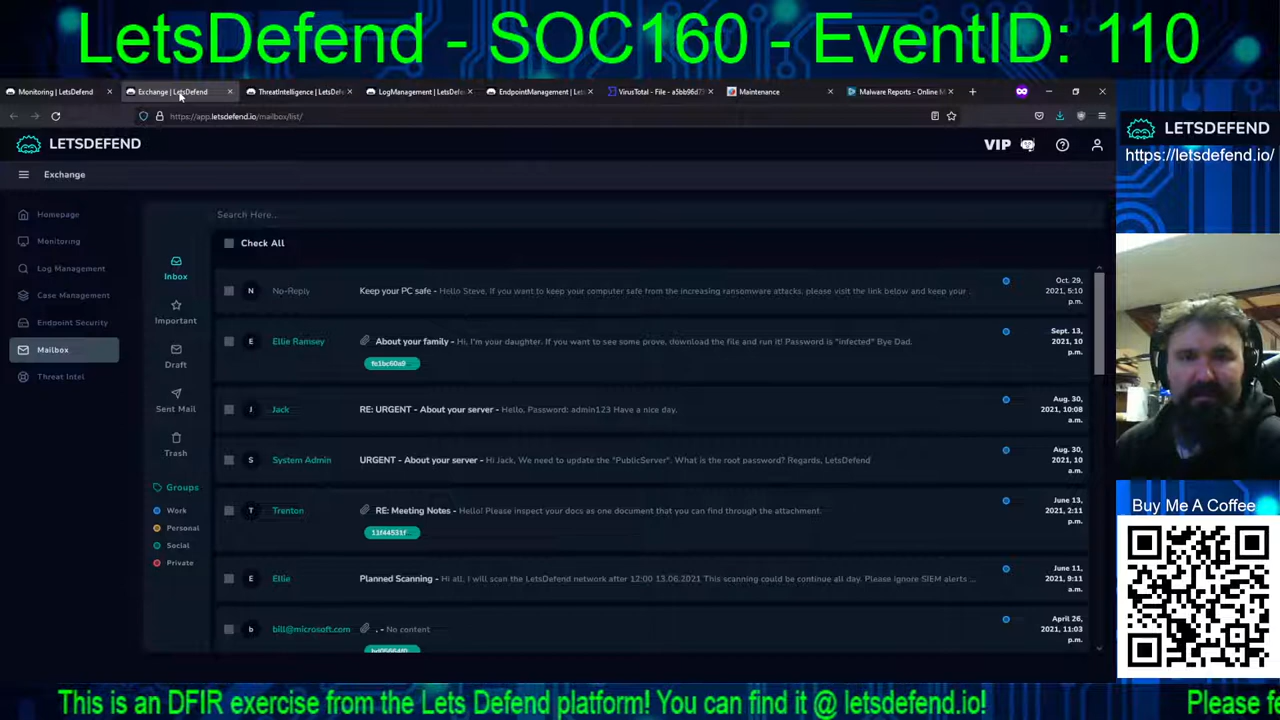 LetsDefend - SOC160 - EventID: 110
Monitoring | LetsDefend
Exchange | LetsDefend
ThreatIntelligence | LetsDefe
LogManagement | LetsDefen
EndpointManagement | LetsDe
VirusTotal - File - a5bb96d7
Maintenance
Malware Reports - Online M
https://app.letsdefend.io/mailbox/list/
LETSDEFEND
VIP
Exchange
Homepage
Monitoring
Log Management
Case Management
Endpoint Security
Mailbox
Threat Intel
Inbox
Important
Draft
Sent Mail
Trash
Groups
Work
Personal
Social
Private
Search Here...
Check All
N No-Reply Keep your PC safe - Hello Steve, If you want to keep your computer safe from the increasing ransomware attacks, please visit the link below and keep your ...
Oct. 29, 2021, 5:10 p.m.
E Ellie Ramsey About your family - Hi, I'm your daughter. If you want to see some prove, download the file and run it! Password is "infected" Bye Dad.
Sept. 13, 2021, 10 p.m.
J Jack RE: URGENT - About your server - Hello, Password: admin123 Have a nice day.
Aug. 30, 2021, 10:08 a.m.
S System Admin URGENT - About your server - Hi Jack, We need to update the "PublicServer". What is the root password? Regards, LetsDefend
Aug. 30, 2021, 10 a.m.
T Trenton RE: Meeting Notes - Hello! Please inspect your docs as one document that you can find through the attachment.
June 13, 2021, 2:11 p.m.
E Ellie Planned Scanning - Hi all, I will scan the LetsDefend network after 12:00 13.06.2021 This scanning could be continue all day. Please ignore SIEM alerts ...
June 11, 2021, 9:11 a.m.
b bill@microsoft.com . - No content
April 26, 2021, 11:03 p.m.
LETSDEFEND
https://letsdefend.io/
Buy Me A Coffee
This is an DFIR exercise from the Lets Defend platform! You can find it @ letsdefend.io!
Please fe